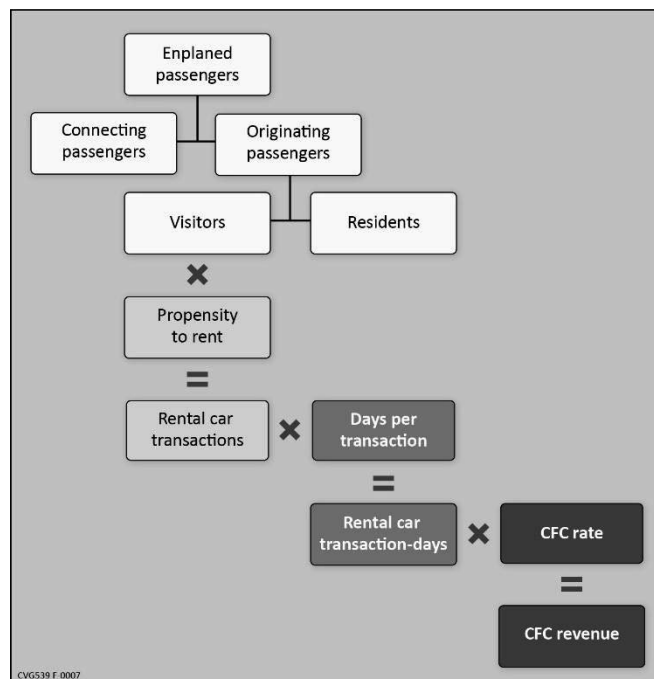 Enplaned
passengers
Connecting
passengers
Originating
passengers
Visitors
Residents
Propensity
to rent
Rental car
transactions
Days per
transaction
Rental car
transaction-days
CFC rate
CFC revenue
CVG539 F 0007